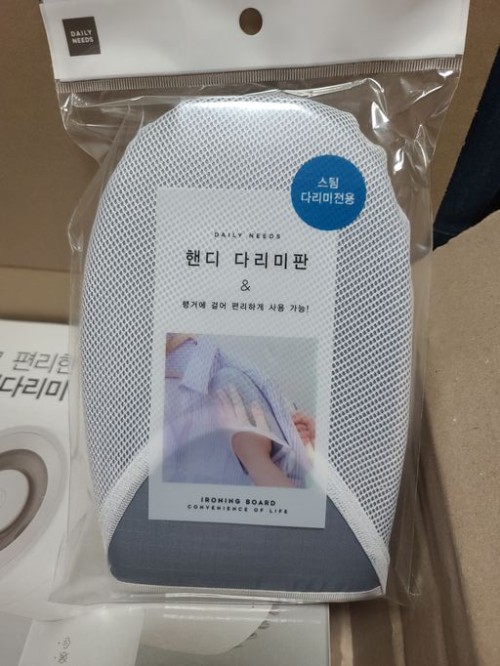 DAILY
NEEDS
스팀
다리미전용
DAILY NEEDS
핸디 다리미판
&
행거에 걸어 편리하게 사용 가능!
IRONING BOARD
CONVENIENCE OF LIFE
편리한
다리미